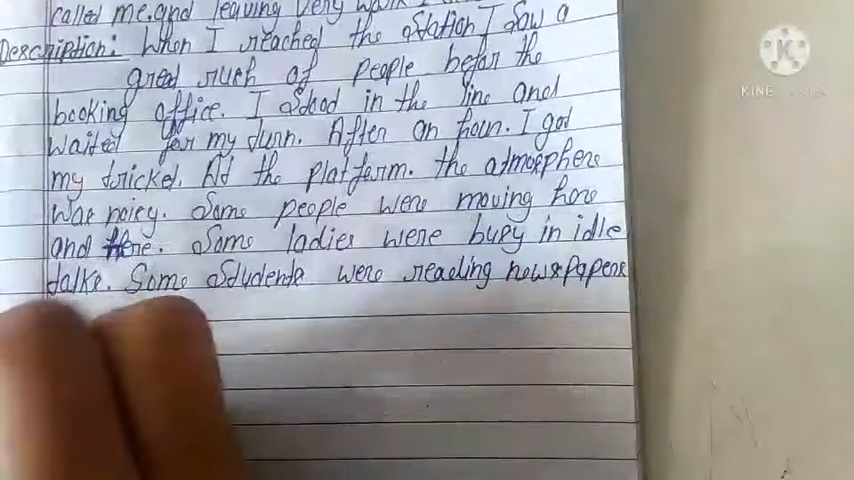 called me. and leaving very
Description: When I reached the station I saw a
great rush of people before the
booking office. I stood in the line and
waited for my turn. After an hour. I got
my tricket. At the platform. the atmosphere
was noisy. Some people were moving here
and there. Some ladies were busy in idle
talks. Some students were reading newspapers
K
KINE